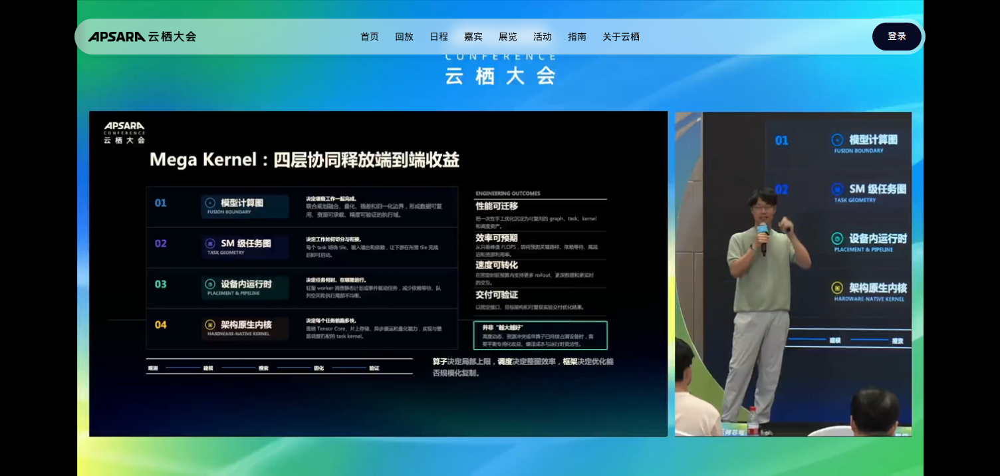 APSARA 云栖大会
首页 回放 日程 嘉宾 展览 活动 指南 关于云栖
登录
CONFERENCE
云栖大会
APSARA
CONFERENCE
云栖大会
Mega Kernel：四层协同释放端到端收益
01
模型计算图
FUSION BOUNDARY
决定哪些工作一起完成。
联合规划融合、量化、残差和归一化边界，形成数据可复
用、资源可承载、精度可验证的执行域。
02
SM 级任务图
TASK GEOMETRY
决定工作如何切分与衔接。
每个 task 明确 tile、输入输出和依赖，让下游在所需 tile 完成
后即可启动。
03
设备内运行时
PLACEMENT & PIPELINE
决定任务何时、在哪里运行。
驻留 worker 消费静态计划或事件驱动任务，减少依赖等待、队
列空闲和执行尾部不均衡。
04
架构原生内核
HARDWARE-NATIVE KERNEL
决定每个任务能跑多快。
围绕 Tensor Core、片上存储、异步搬运和量化能力，实现与整
图调度匹配的 task kernel。
观测 建模 搜索 固化 验证
ENGINEERING OUTCOMES
性能可迁移
把一次性手工优化沉淀为可复用的 graph、task、kernel
和调度资产。
效率可预期
从只看峰值 FLOPS，转向预测关键路径、依赖等待、尾延
迟和资源利用率。
速度可转化
在固定时延预算内支持更多 rollout、更深推理和更实时
的交互。
交付可验证
以固定接口、目标架构和可复现实验交付优化结果。
并非“越大越好”
高度动态、资源冲突或单算子已持续占满设备时，需
要平衡专用化收益、编译成本与运行时灵活性。
算子决定局部上限，调度决定整图效率，框架决定优化能
否规模化复制。
01
模型计算图
FUSION BOUNDARY
02
SM 级任务图
TASK GEOMETRY
设备内运行时
PLACEMENT & PIPELINE
架构原生内核
HARDWARE-NATIVE KERNEL
建模 搜索